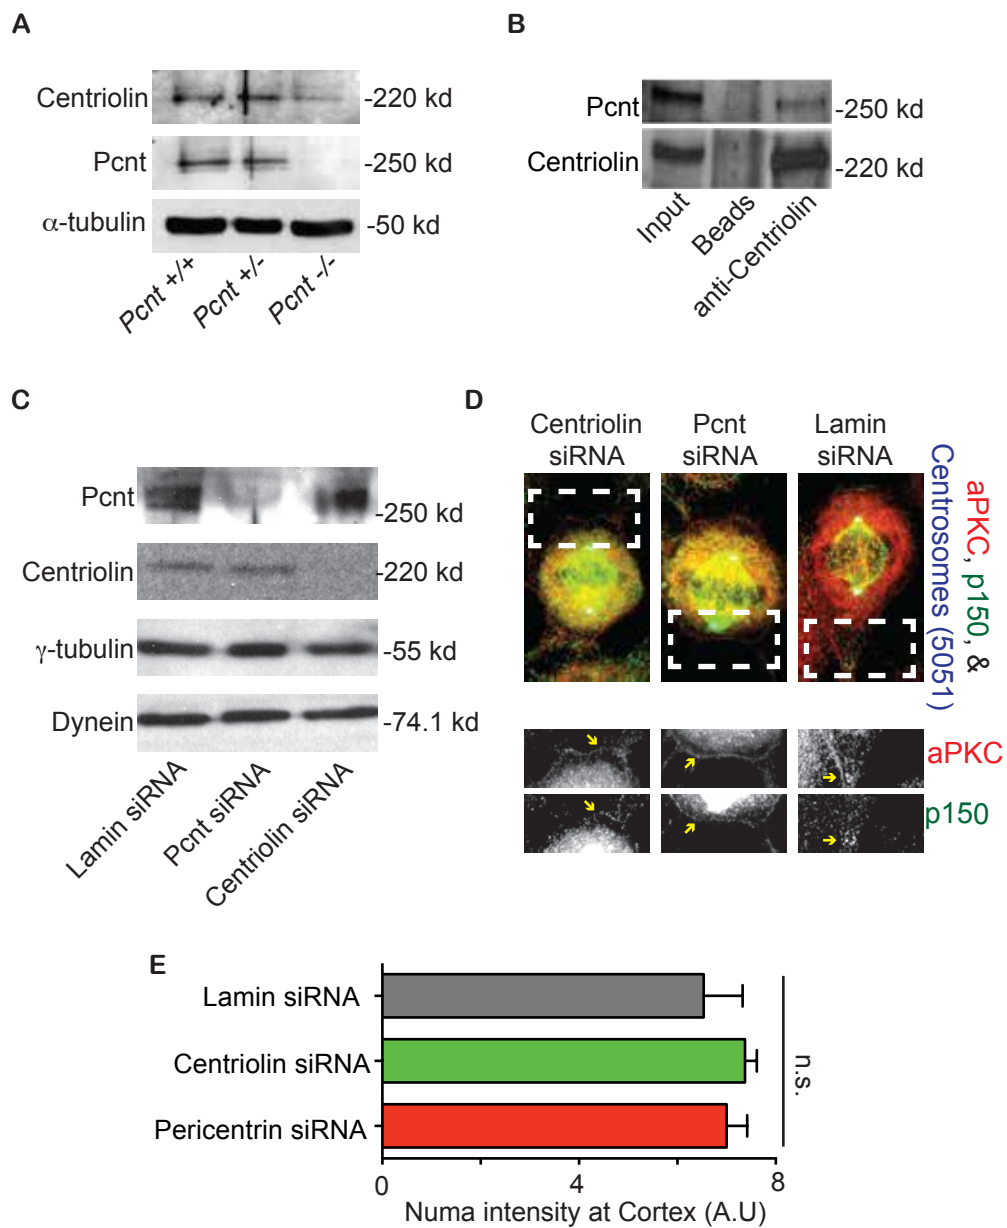 A
Centriolin
-220 kd
Pcnt
-250 kd
α-tubulin
-50 kd
Pcnt +/+
Pcnt +/-
Pcnt -/-
B
Pcnt
-250 kd
Centriolin
-220 kd
Input
Beads
anti-Centriolin
C
Pcnt
-250 kd
Centriolin
-220 kd
γ-tubulin
-55 kd
Dynein
-74.1 kd
Lamin siRNA
Pcnt siRNA
Centriolin siRNA
D
Centriolin
siRNA
Pcnt
siRNA
Lamin
siRNA
aPKC, p150, &
Centrosomes (5051)
aPKC
p150
E
Lamin siRNA
Centriolin siRNA
Pericentrin siRNA
n.s.
0
4
8
Numa intensity at Cortex (A.U)